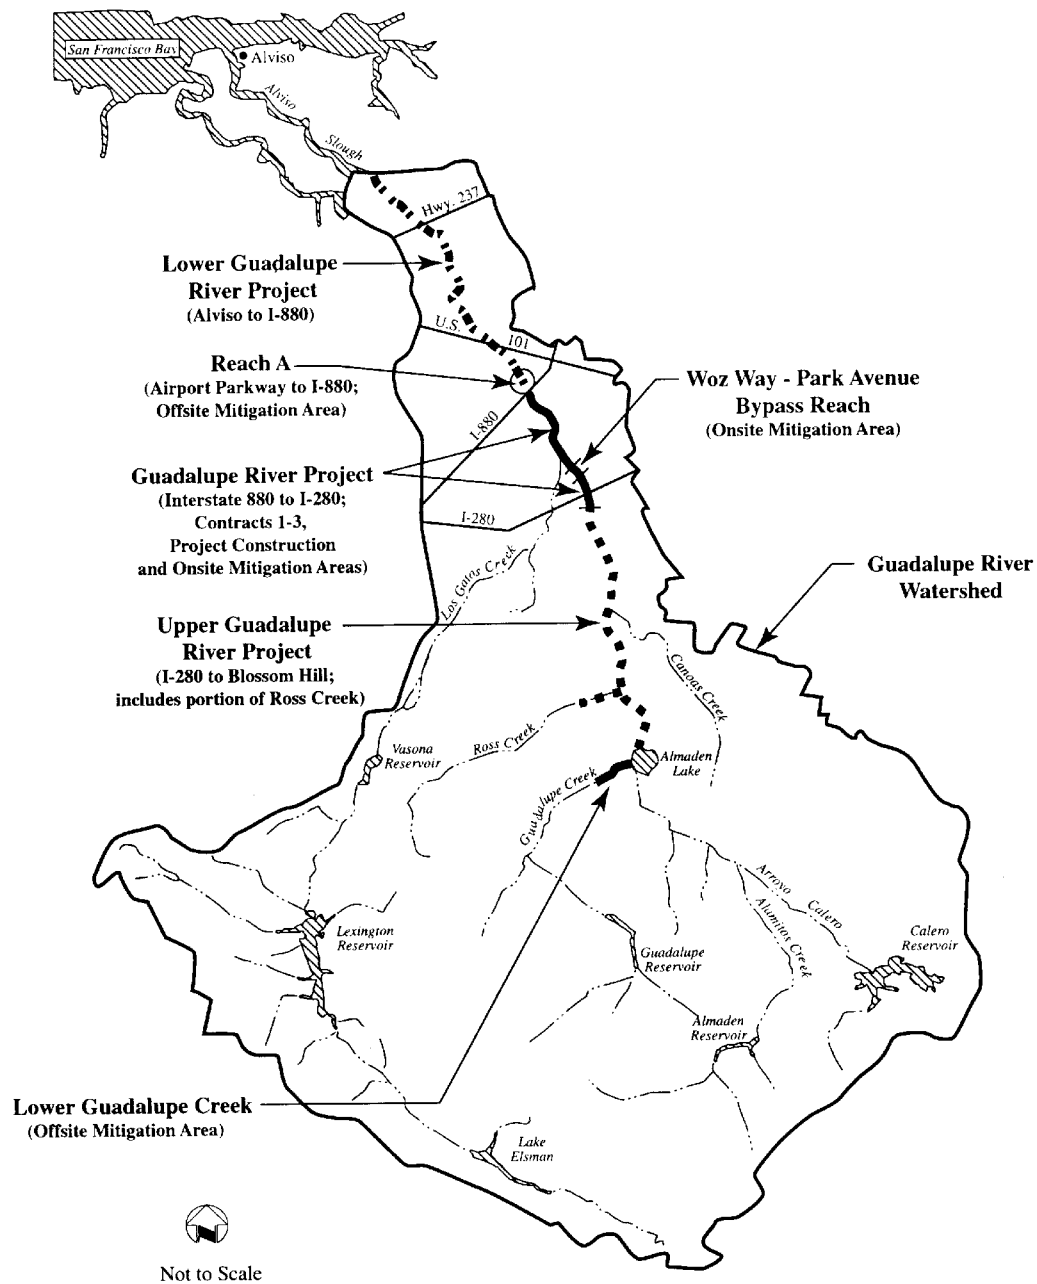 San Francisco Bay
Alviso
Alviso
Slough
Hwy. 237
Lower Guadalupe
River Project
(Alviso to I-880)
U.S.
101
Reach A
(Airport Parkway to I-880;
Offsite Mitigation Area)
Woz Way - Park Avenue
Bypass Reach
(Onsite Mitigation Area)
I-880
Guadalupe River Project
(Interstate 880 to I-280;
Contracts 1-3,
Project Construction
and Onsite Mitigation Areas)
I-280
Los Gatos Creek
Guadalupe River
Watershed
Upper Guadalupe
River Project
(I-280 to Blossom Hill;
includes portion of Ross Creek)
Canoas Creek
Ross Creek
Vasona
Reservoir
Almaden
Lake
Guadalupe Creek
Arroyo
Calero
Alamitos Creek
Lexington
Reservoir
Guadalupe
Reservoir
Calero
Reservoir
Almaden
Reservoir
Lower Guadalupe Creek
(Offsite Mitigation Area)
Lake
Elsman
Not to Scale